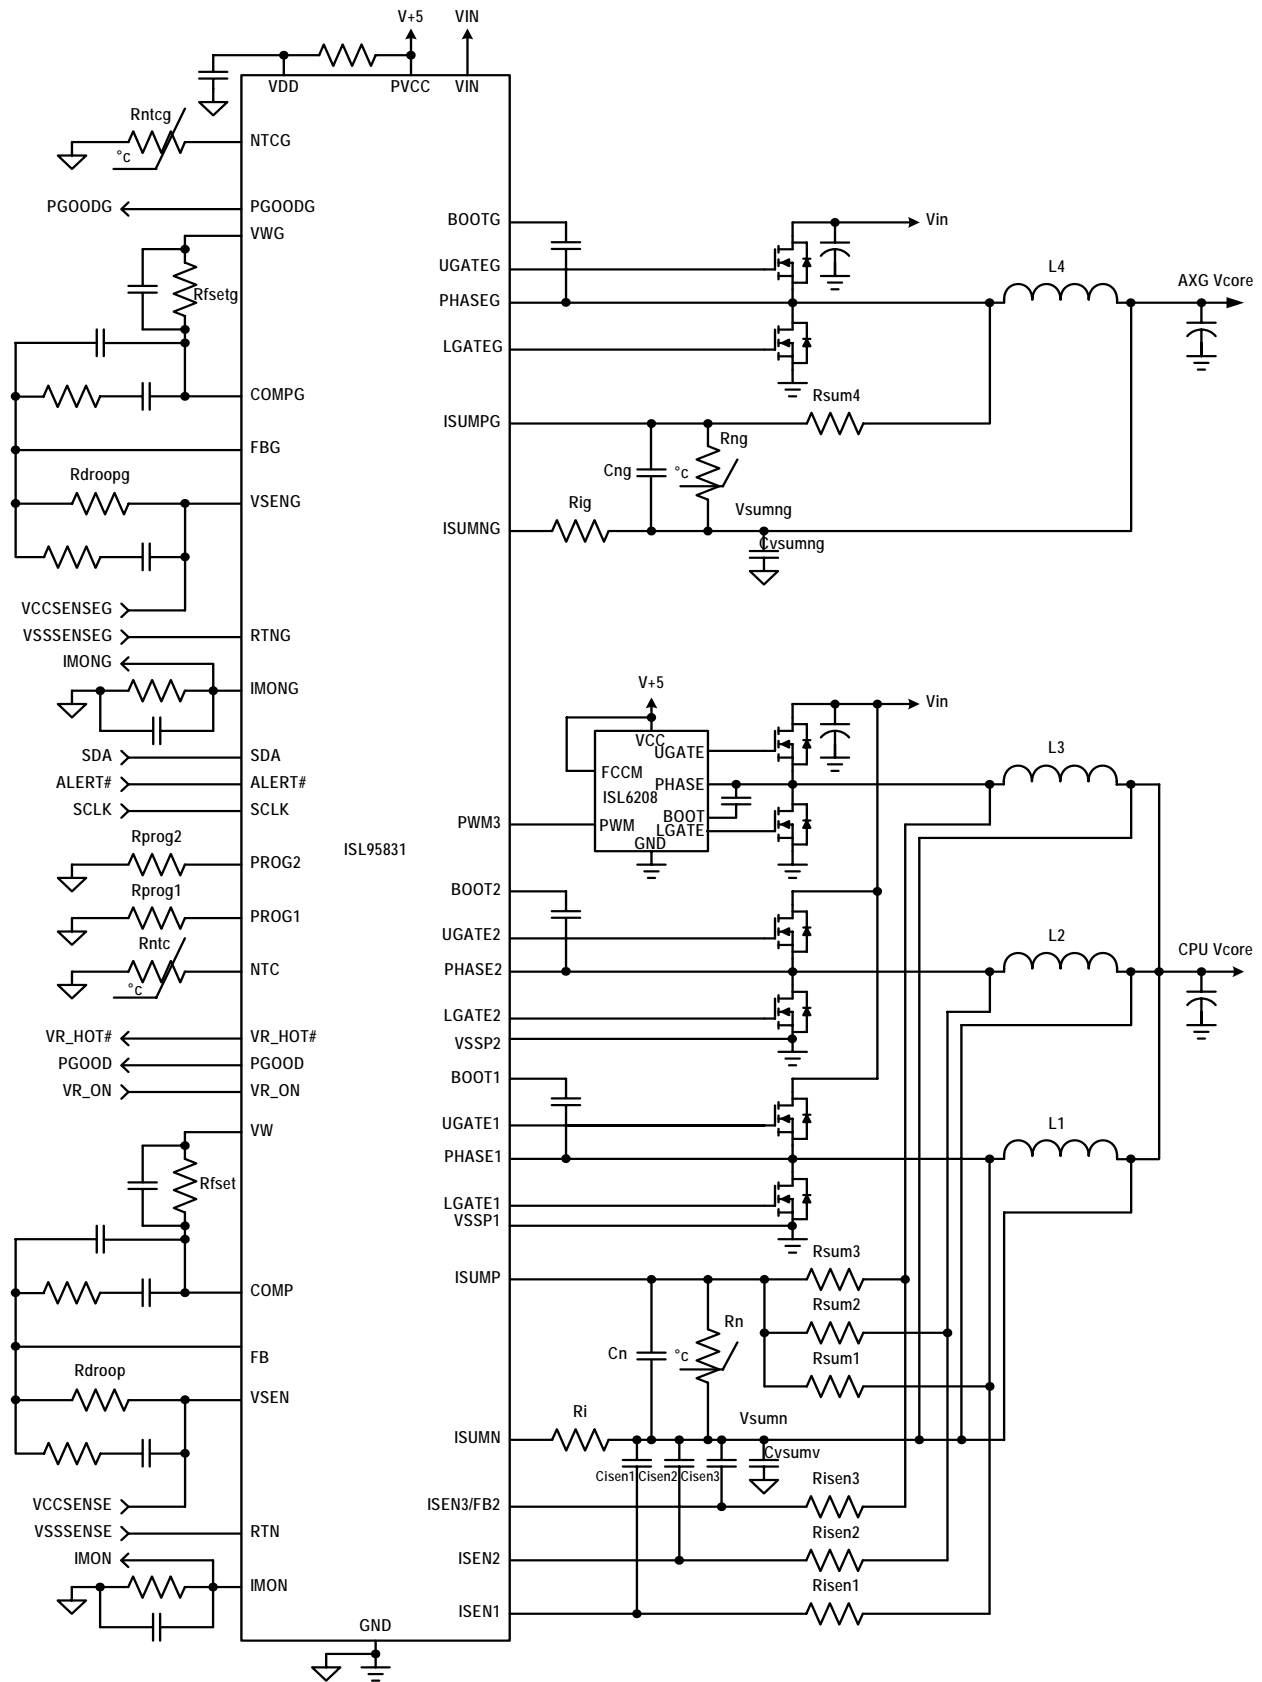 V+5
VIN
VDD
PVCC
VIN
Rntcg
°C
NTCG
PGOODG
PGOODG
VWG
Rfsetg
COMPG
FBG
Rdroopg
VSENG
VCCSENSEG
VSSSENSEG
RTNG
IMONG
IMONG
SDA
SDA
ALERT#
ALERT#
SCLK
SCLK
Rprog2
PROG2
Rprog1
PROG1
Rntc
°C
NTC
VR_HOT#
VR_HOT#
PGOOD
PGOOD
VR_ON
VR_ON
VW
Rfset
COMP
FB
Rdroop
VSEN
VCCSENSE
VSSSENSE
RTN
IMON
IMON
GND
ISL95831
BOOTG
UGATEG
PHASEG
LGATEG
ISUMPG
ISUMNG
Vin
L4
AXG Vcore
Rsum4
Rng
Cng
°C
Rig
Vsumng
Cvsumng
V+5
VCC
UGATE
FCCM
PHASE
ISL6208
BOOT
PWM
LGATE
GND
Vin
L3
PWM3
BOOT2
UGATE2
PHASE2
LGATE2
VSSP2
L2
CPU Vcore
BOOT1
UGATE1
PHASE1
LGATE1
VSSP1
L1
ISUMP
Rsum3
Rsum2
Rsum1
Rn
Cn
°C
Ri
Vsumn
ISUMN
Cvsumv
Cisen1
Cisen2
Cisen3
ISEN3/FB2
Risen3
ISEN2
Risen2
ISEN1
Risen1